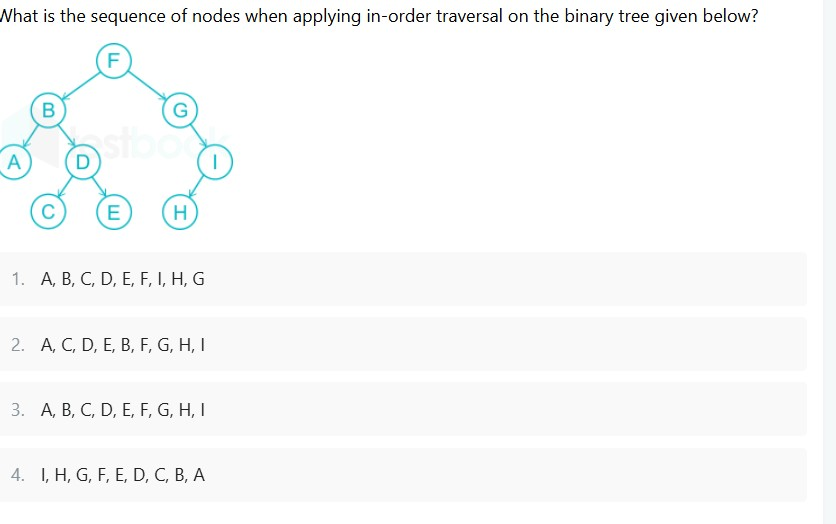 What is the sequence of nodes when applying in-order traversal on the binary tree given below?
F
B G
A D I
C E H
testbook
1. A, B, C, D, E, F, I, H, G
2. A, C, D, E, B, F, G, H, I
3. A, B, C, D, E, F, G, H, I
4. I, H, G, F, E, D, C, B, A